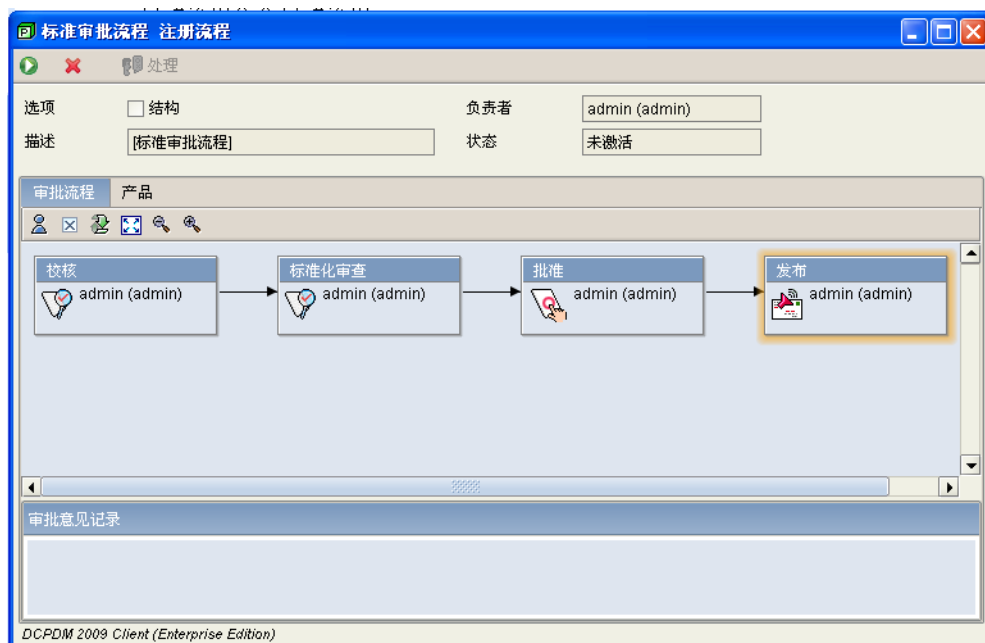 标准审批流程 注册流程
处理
选项 结构 负责者 admin (admin)
描述 [标准审批流程] 状态 未激活
审批流程 产品
校核 标准化审查 批准 发布
admin (admin) admin (admin) admin (admin) admin (admin)
审批意见记录
DCPDM 2009 Client (Enterprise Edition)